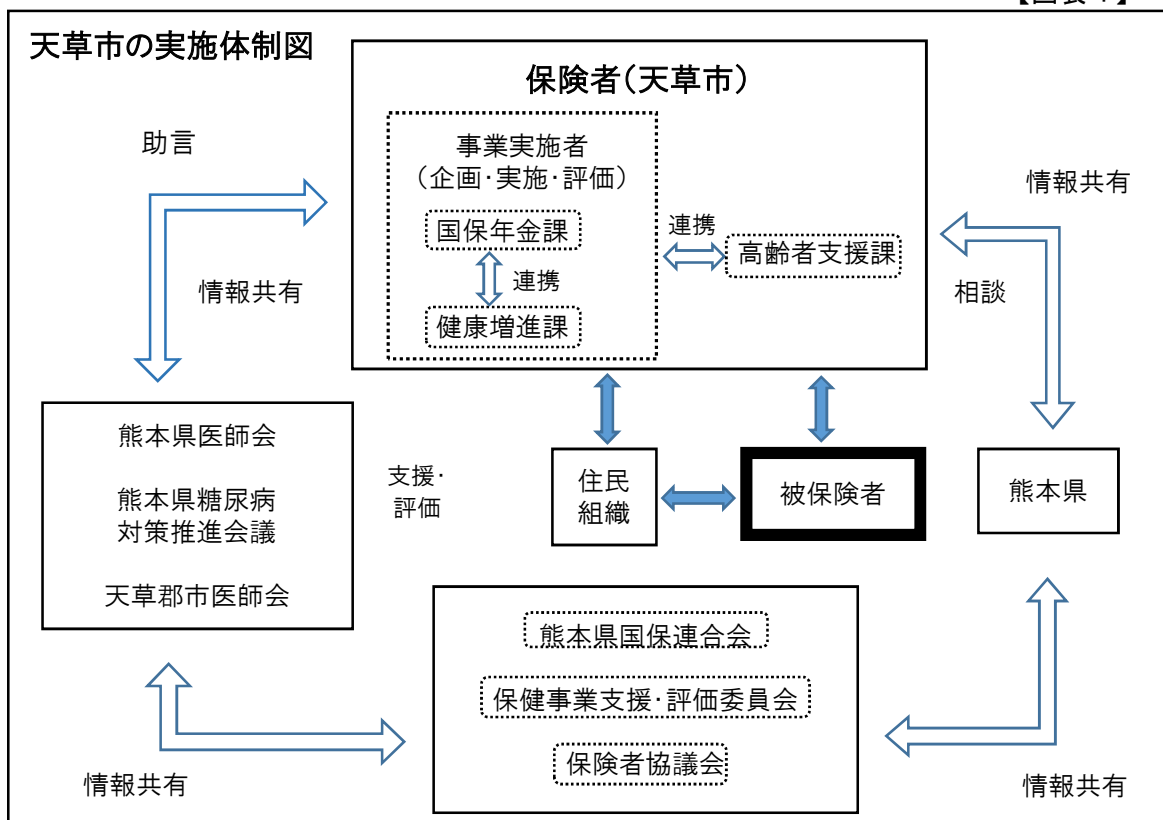 天草市の実施体制図
保険者(天草市)
助言
事業実施者
(企画・実施・評価)
情報共有
国保年金課
連携
高齢者支援課
情報共有
連携
相談
健康増進課
熊本県医師会
熊本県糖尿病
対策推進会議
天草郡市医師会
支援・
評価
住民
組織
被保険者
熊本県
熊本県国保連合会
保健事業支援・評価委員会
保険者協議会
情報共有
情報共有